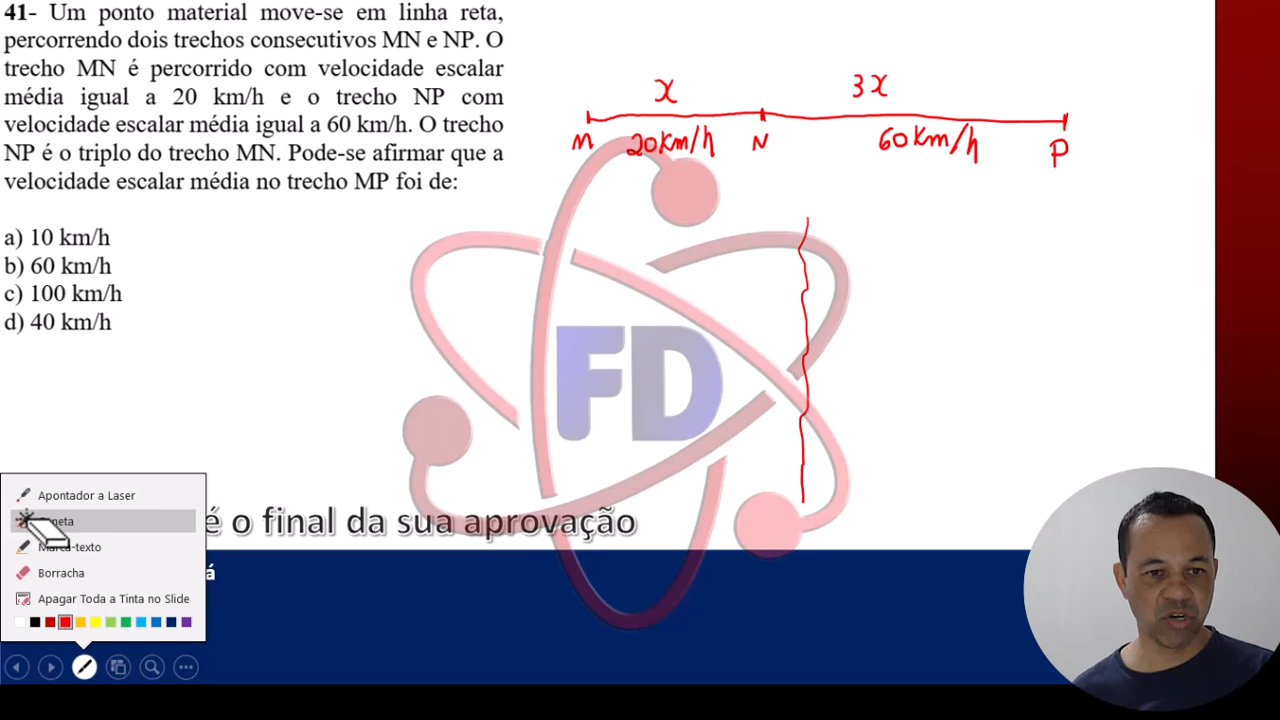 41- Um ponto material move-se em linha reta,
percorrendo dois trechos consecutivos MN e NP. O
trecho MN é percorrido com velocidade escalar
média igual a 20 km/h e o trecho NP com
velocidade escalar média igual a 60 km/h. O trecho
NP é o triplo do trecho MN. Pode-se afirmar que a
velocidade escalar média no trecho MP foi de:
a) 10 km/h
b) 60 km/h
c) 100 km/h
d) 40 km/h
x 3x
M 20km/h N 60km/h P
FD
é o final da sua aprovação
á
Apontador a Laser
Marca-texto
Borracha
Apagar Toda a Tinta no Slide